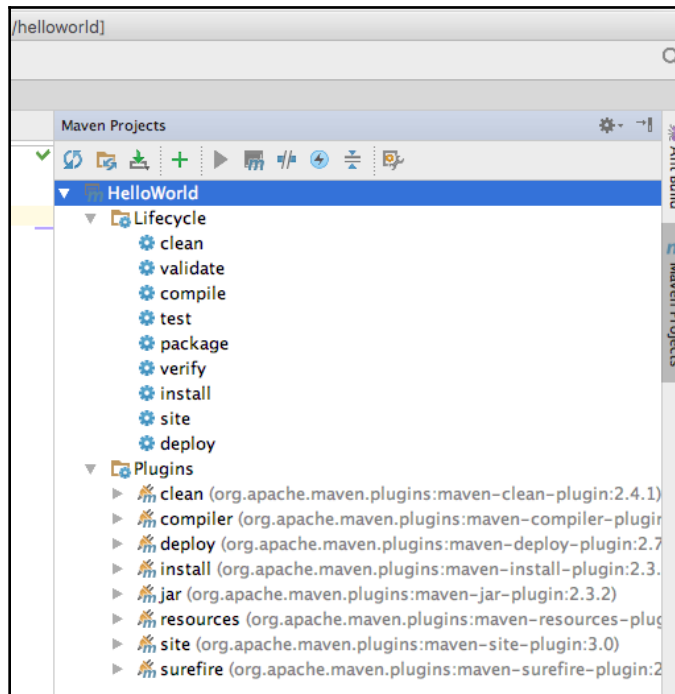 /helloworld]
Maven Projects
HelloWorld
Lifecycle
clean
validate
compile
test
package
verify
install
site
deploy
Plugins
clean (org.apache.maven.plugins:maven-clean-plugin:2.4.1)
compiler (org.apache.maven.plugins:maven-compiler-plugin
deploy (org.apache.maven.plugins:maven-deploy-plugin:2.7
install (org.apache.maven.plugins:maven-install-plugin:2.3.
jar (org.apache.maven.plugins:maven-jar-plugin:2.3.2)
resources (org.apache.maven.plugins:maven-resources-plug
site (org.apache.maven.plugins:maven-site-plugin:3.0)
surefire (org.apache.maven.plugins:maven-surefire-plugin:2
Ant Build
Maven Projects